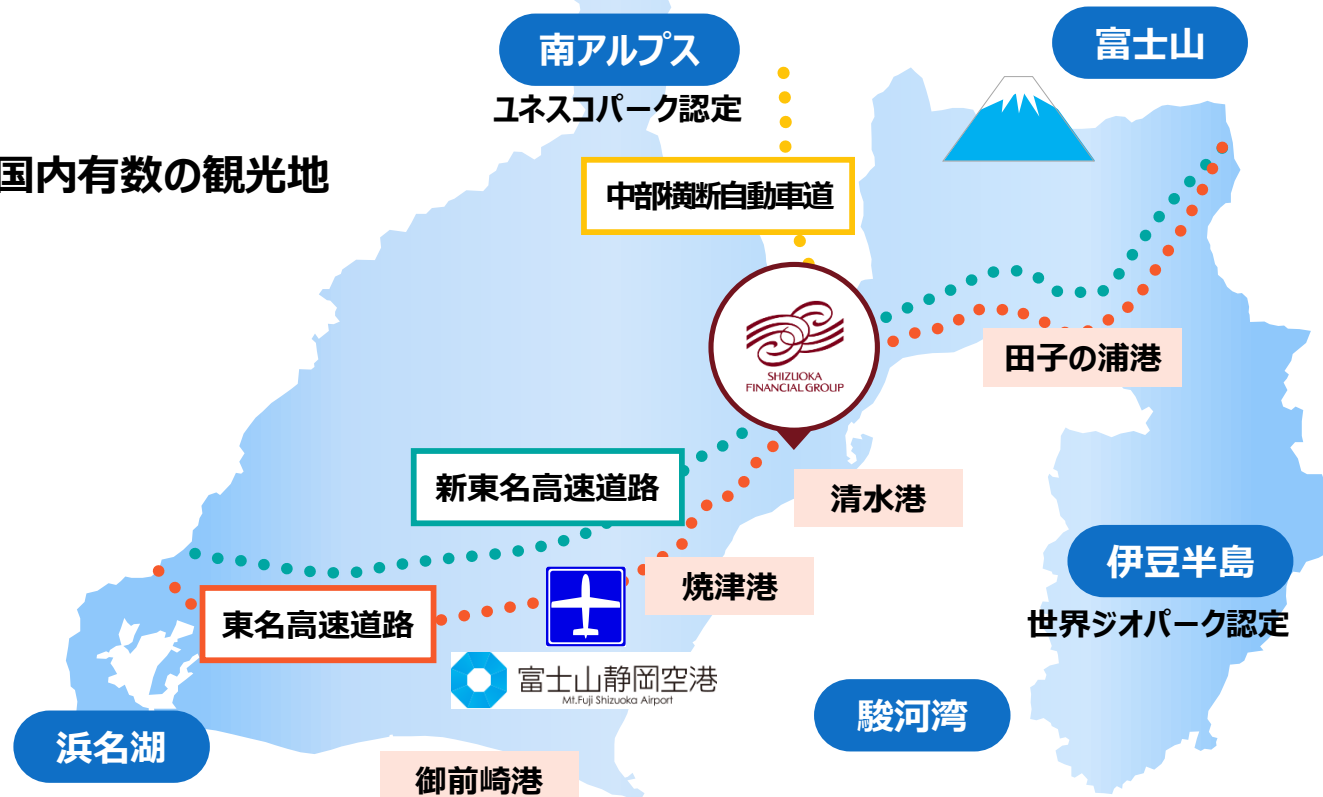 南アルプス
ユネスコパーク認定
富士山
国内有数の観光地
中部横断自動車道
SHIZUOKA
FINANCIAL GROUP
田子の浦港
新東名高速道路
清水港
伊豆半島
世界ジオパーク認定
焼津港
東名高速道路
富士山静岡空港
Mt.Fuji Shizuoka Airport
駿河湾
浜名湖
御前崎港